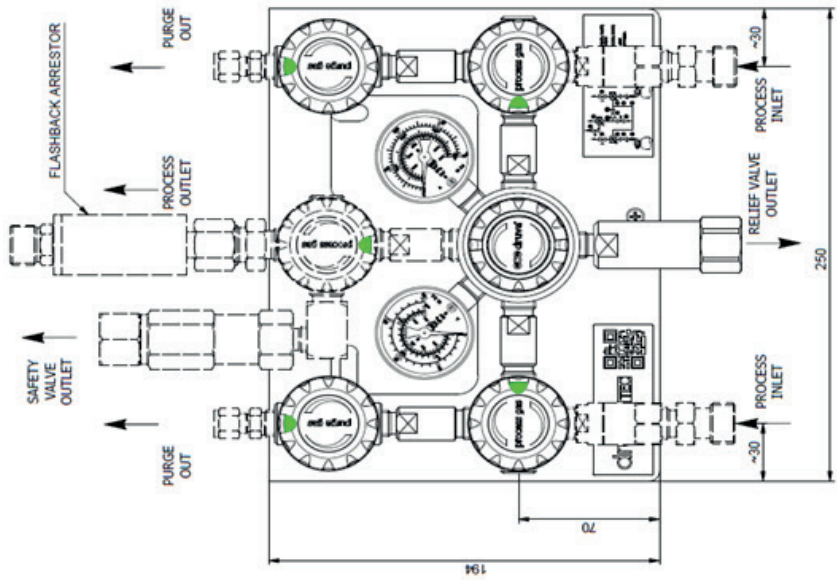 PURGE
OUT
FLASHBACK ARRESTOR
PROCESS
OUTLET
SAFETY
VALVE
OUTLET
PURGE
OUT
purge gas
process gas
process gas
purge gas
process gas
PROCESS
INLET
~30
RELIEF VALVE
OUTLET
250
TEC
PROCESS
INLET
~30
70
194